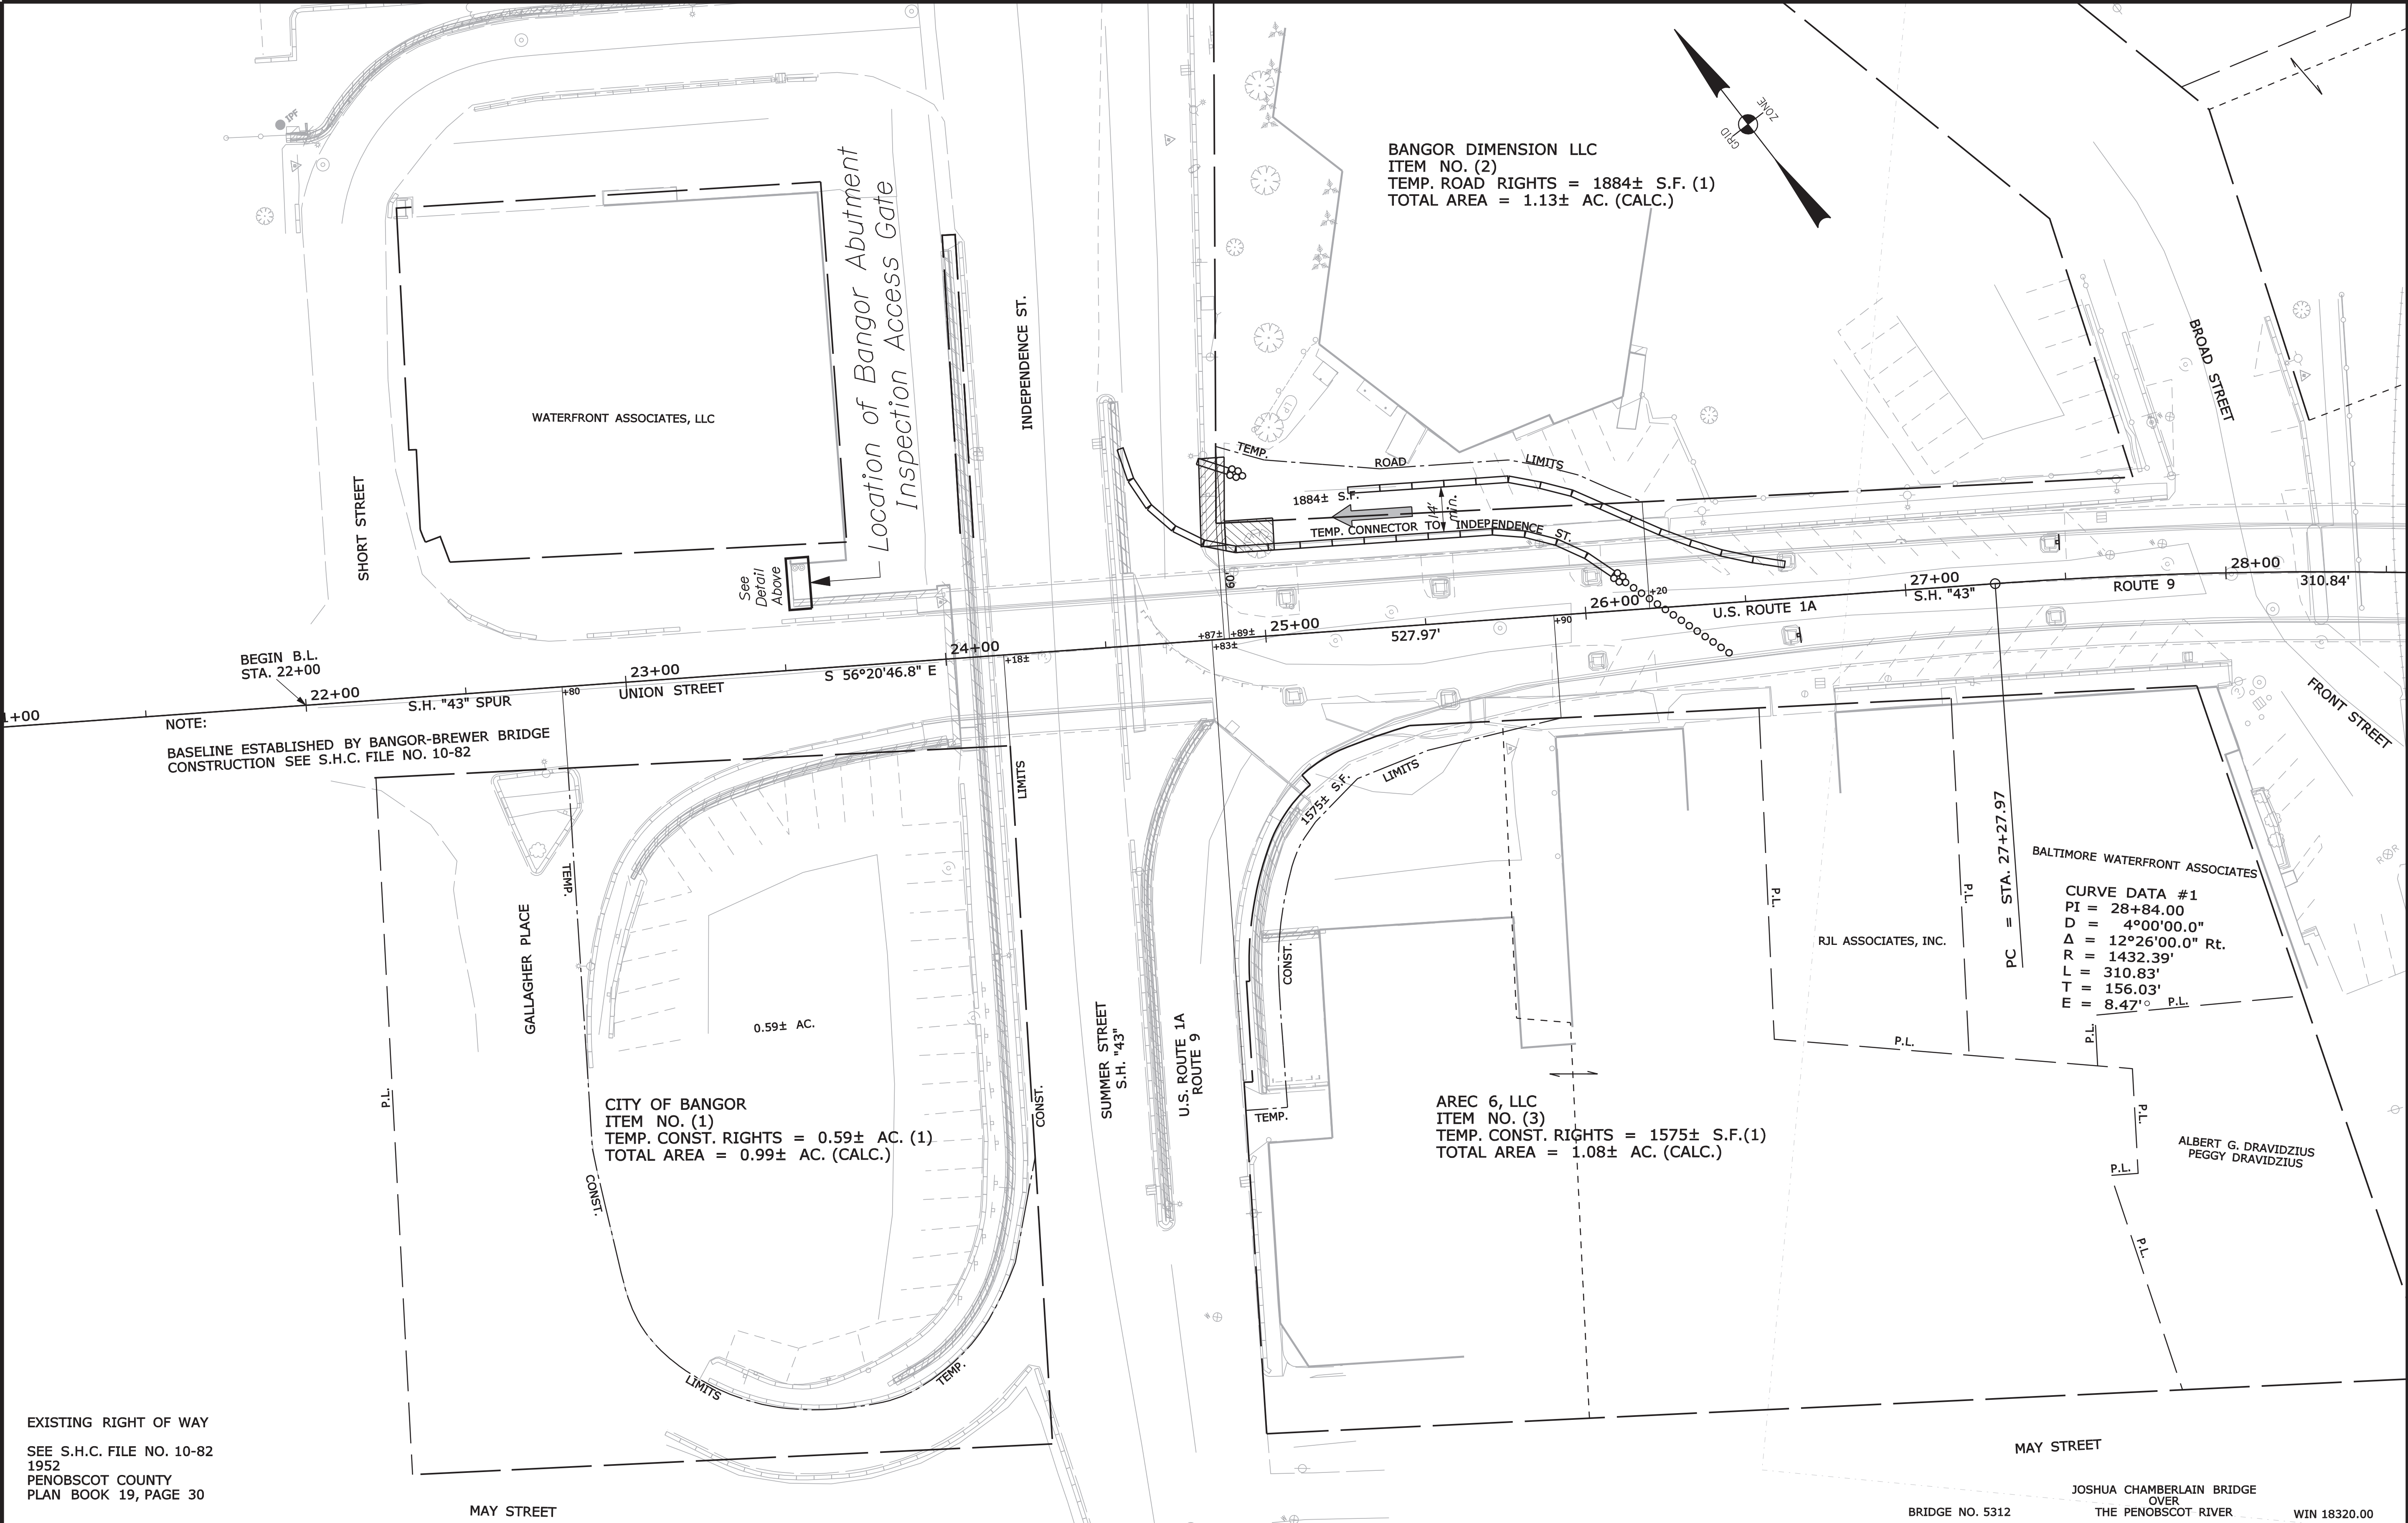 IPF
GRID
ZONE
BANGOR DIMENSION LLC
ITEM NO. (2)
TEMP. ROAD RIGHTS = 1884± S.F. (1)
TOTAL AREA = 1.13± AC. (CALC.)
Location of Bangor Abutment
Inspection Access Gate
INDEPENDENCE ST.
BROAD STREET
WATERFRONT ASSOCIATES, LLC
LP
TEMP.
ROAD
LIMITS
SHORT STREET
1884± S.F.
14'
min.
TEMP. CONNECTOR TO INDEPENDENCE ST.
See
Detail
Above
60'
BEGIN B.L.
STA. 22+00
1+00
22+00
S.H. "43" SPUR
+80
23+00
UNION STREET
S 56°20'46.8" E
24+00
+18±
+87±
+89±
+83±
25+00
527.97'
+90
26+00
+20
U.S. ROUTE 1A
27+00
S.H. "43"
ROUTE 9
28+00
310.84'
NOTE:
BASELINE ESTABLISHED BY BANGOR-BREWER BRIDGE
CONSTRUCTION SEE S.H.C. FILE NO. 10-82
FRONT STREET
LIMITS
LIMITS
1575± S.F.
TEMP.
GALLAGHER PLACE
P.L.
P.L.
P.L.
PC = STA. 27+27.97
BALTIMORE WATERFRONT ASSOCIATES
CURVE DATA #1
PI = 28+84.00
D = 4°00'00.0"
Δ = 12°26'00.0" Rt.
R = 1432.39'
L = 310.83'
T = 156.03'
E = 8.47'
P.L.
P.L.
RJL ASSOCIATES, INC.
P.L.
CONST.
0.59± AC.
SUMMER STREET
S.H. "43"
U.S. ROUTE 1A
ROUTE 9
CONST.
TEMP.
P.L.
CITY OF BANGOR
ITEM NO. (1)
TEMP. CONST. RIGHTS = 0.59± AC. (1)
TOTAL AREA = 0.99± AC. (CALC.)
AREC 6, LLC
ITEM NO. (3)
TEMP. CONST. RIGHTS = 1575± S.F.(1)
TOTAL AREA = 1.08± AC. (CALC.)
P.L.
ALBERT G. DRAVIDZIUS
PEGGY DRAVIDZIUS
P.L.
P.L.
CONST.
LIMITS
TEMP.
EXISTING RIGHT OF WAY
SEE S.H.C. FILE NO. 10-82
1952
PENOBSCOT COUNTY
PLAN BOOK 19, PAGE 30
MAY STREET
MAY STREET
BRIDGE NO. 5312
JOSHUA CHAMBERLAIN BRIDGE
OVER
THE PENOBSCOT RIVER
WIN 18320.00